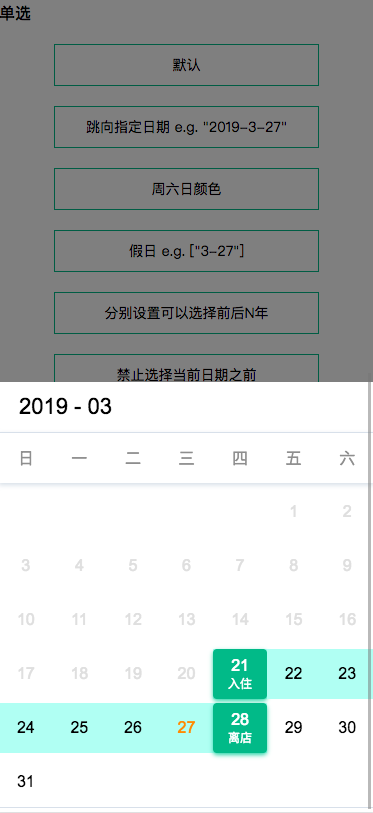 单选
默认
跳向指定日期 e.g. "2019-3-27"
周六日颜色
假日 e.g. ["3-27"]
分别设置可以选择前后N年
禁止选择当前日期之前
2019 - 03
日 一 二 三 四 五 六
1 2
3 4 5 6 7 8 9
10 11 12 13 14 15 16
17 18 19 20 21 22 23
入住
24 25 26 27 28 29 30
离店
31